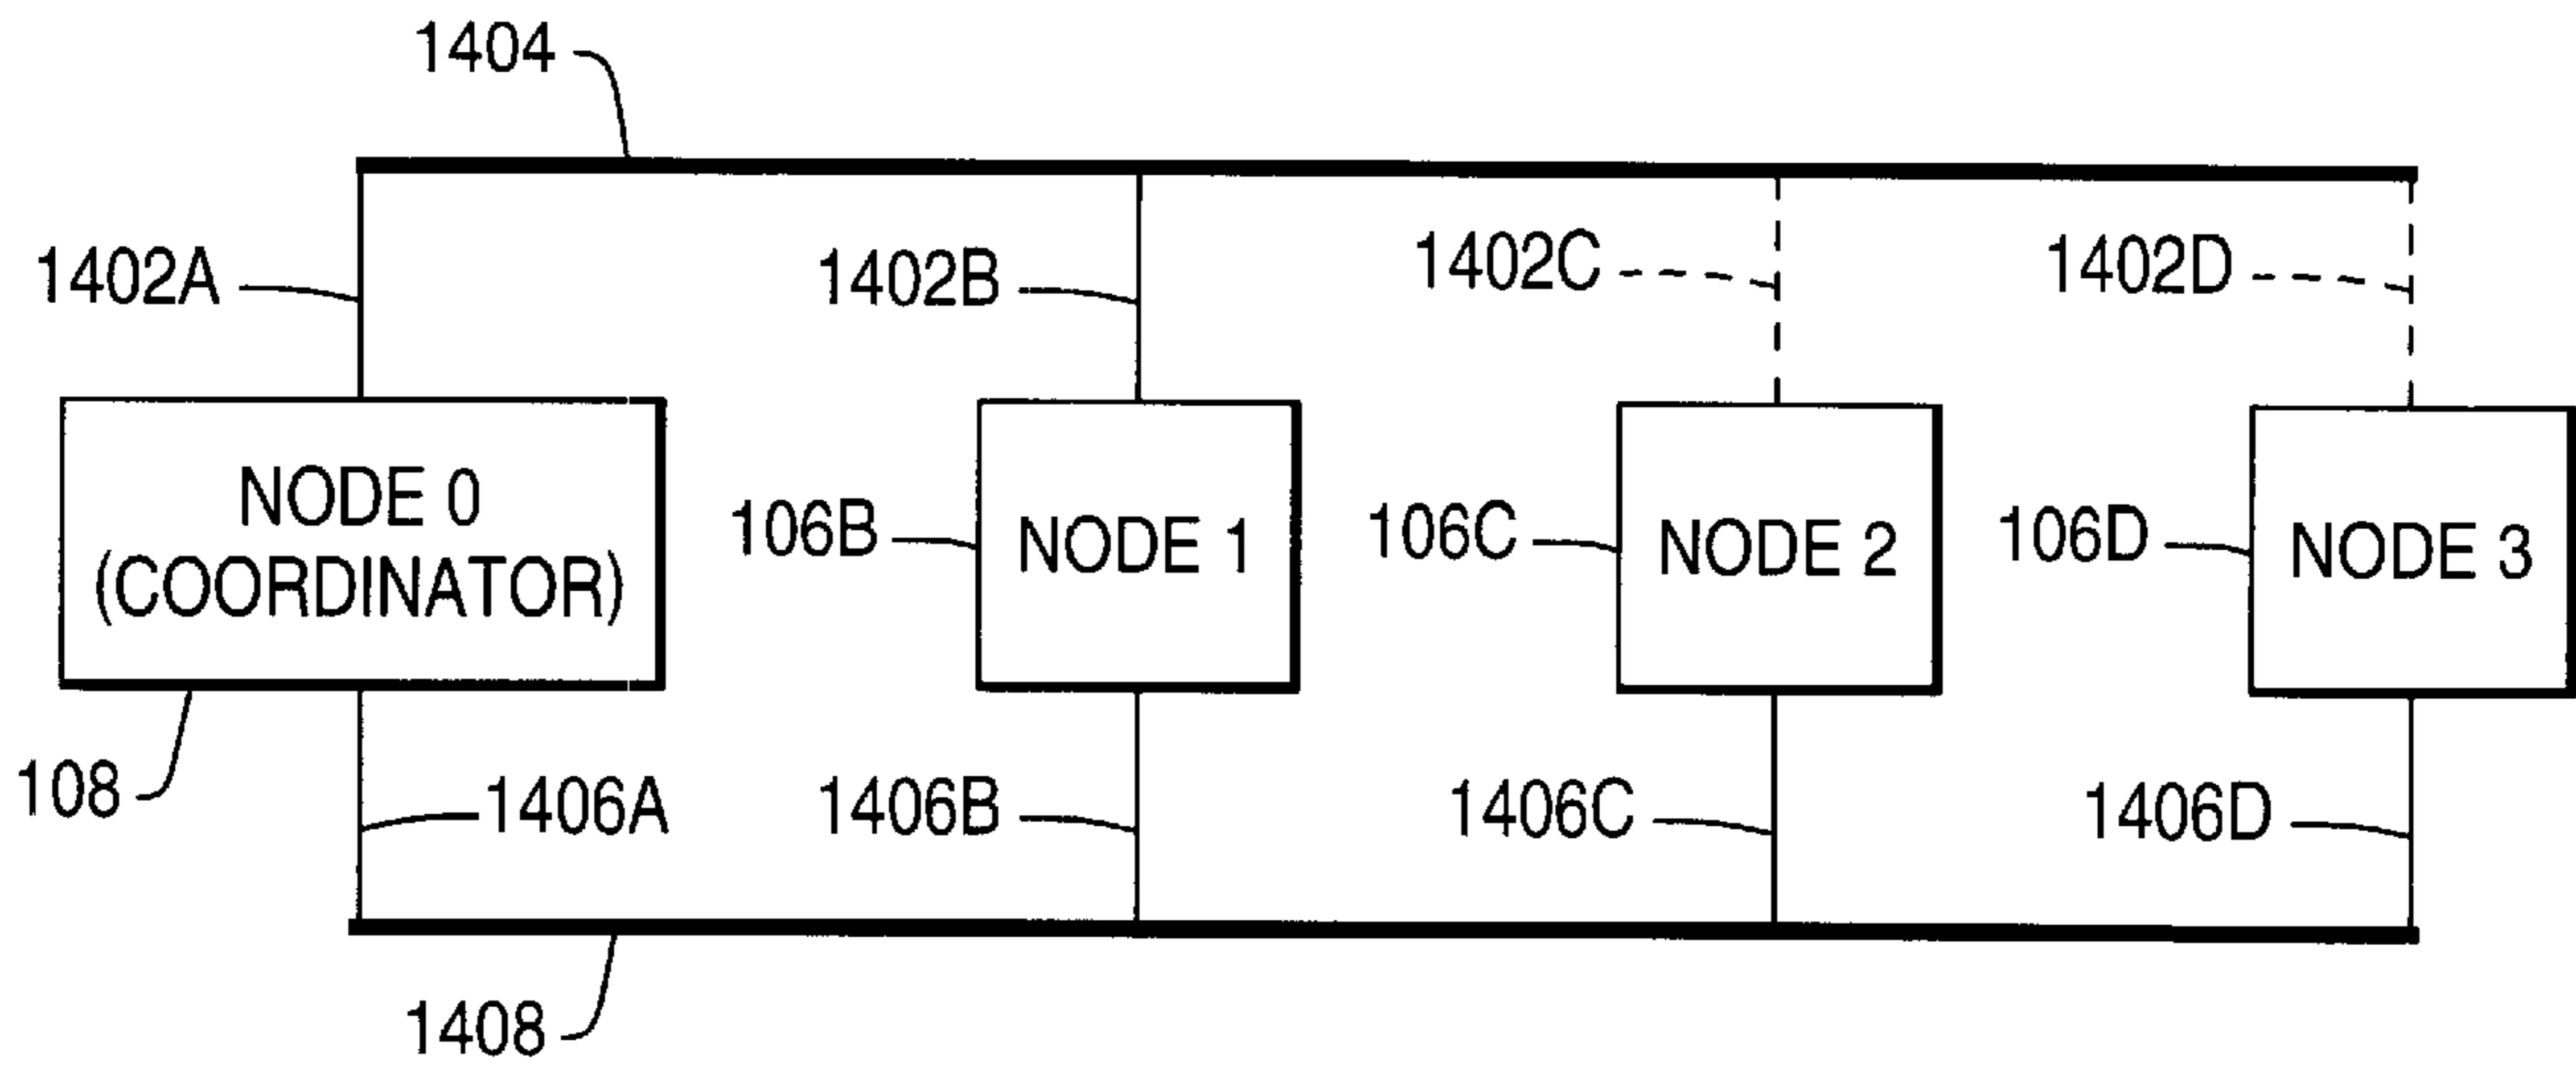 1404
1402A
1402B
1402C
1402D
NODE 0
(COORDINATOR)
106B
NODE 1
106C
NODE 2
106D
NODE 3
108
1406A
1406B
1406C
1406D
1408